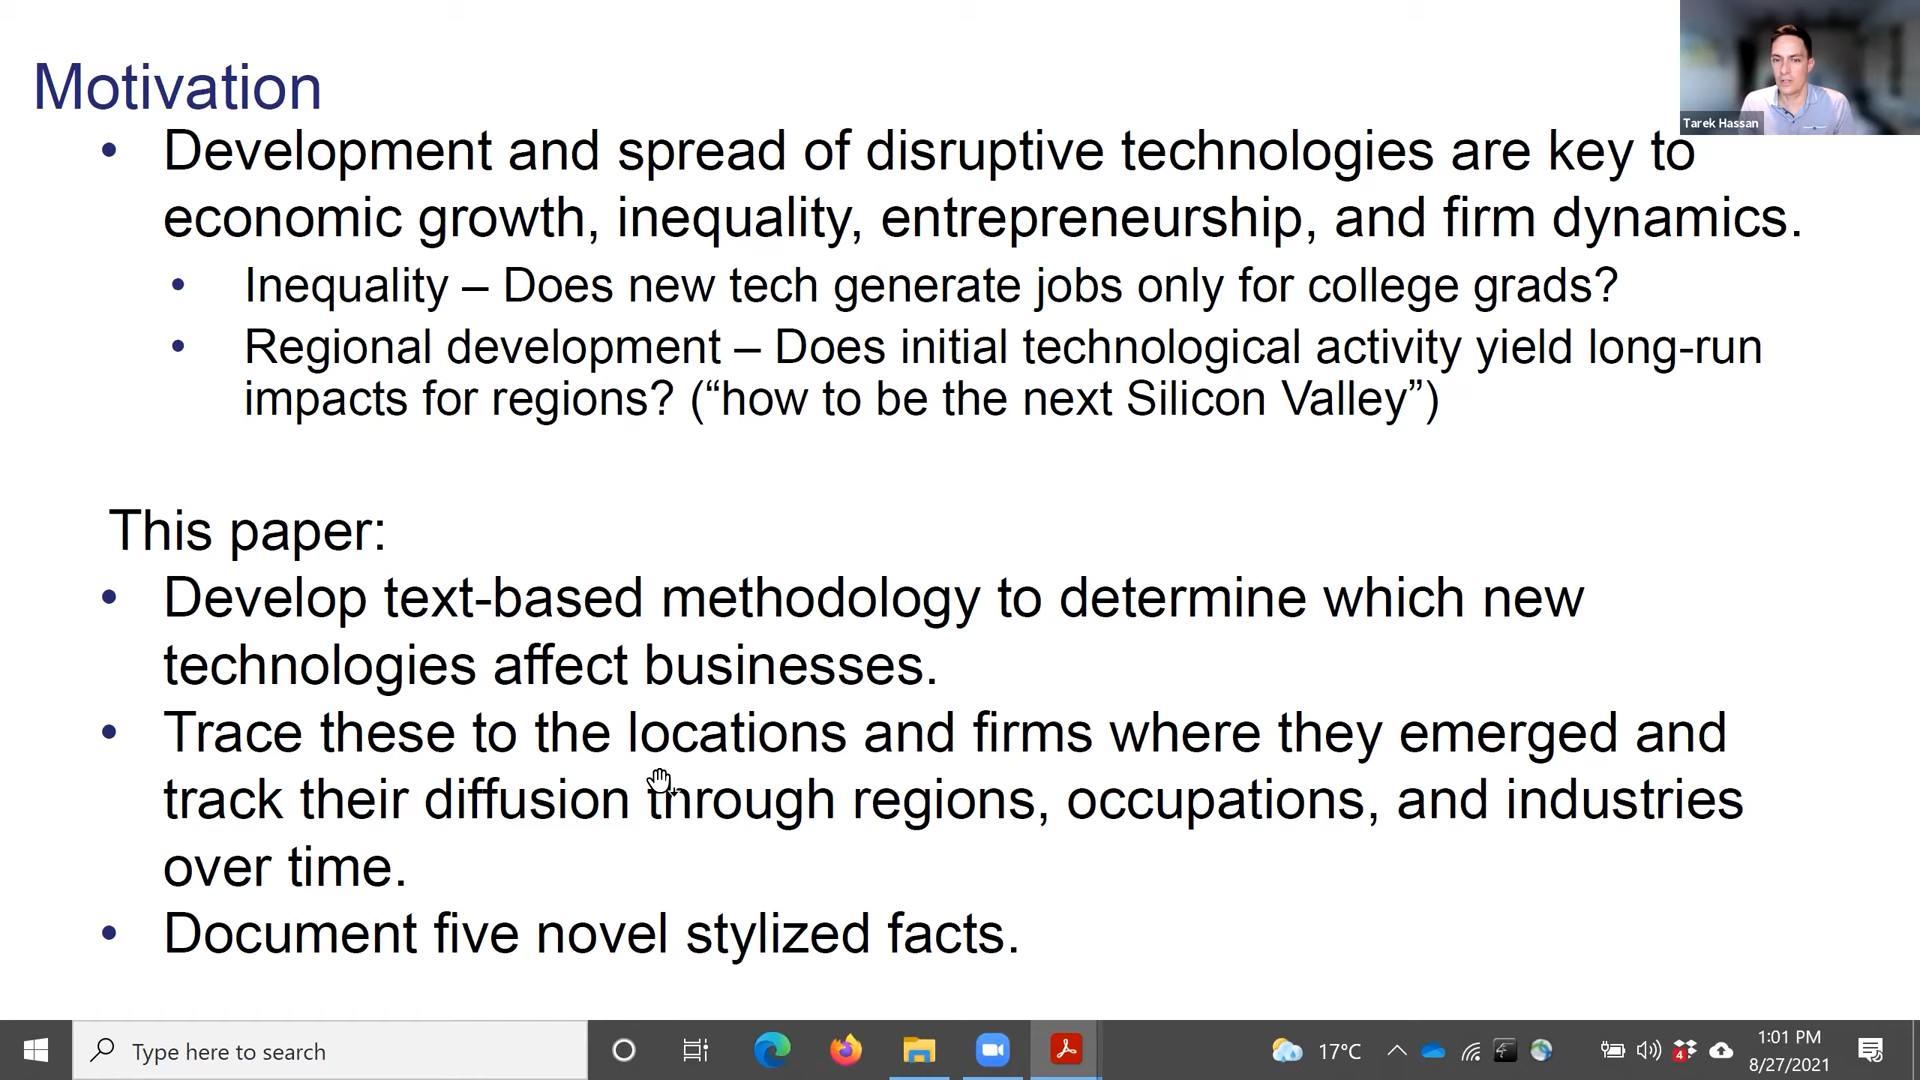 Motivation
Tarek Hassan
• Development and spread of disruptive technologies are key to
economic growth, inequality, entrepreneurship, and firm dynamics.
• Inequality – Does new tech generate jobs only for college grads?
• Regional development – Does initial technological activity yield long-run
impacts for regions? (“how to be the next Silicon Valley”)
This paper:
• Develop text-based methodology to determine which new
technologies affect businesses.
• Trace these to the locations and firms where they emerged and
track their diffusion through regions, occupations, and industries
over time.
• Document five novel stylized facts.
Type here to search
17°C
4
1:01 PM
8/27/2021